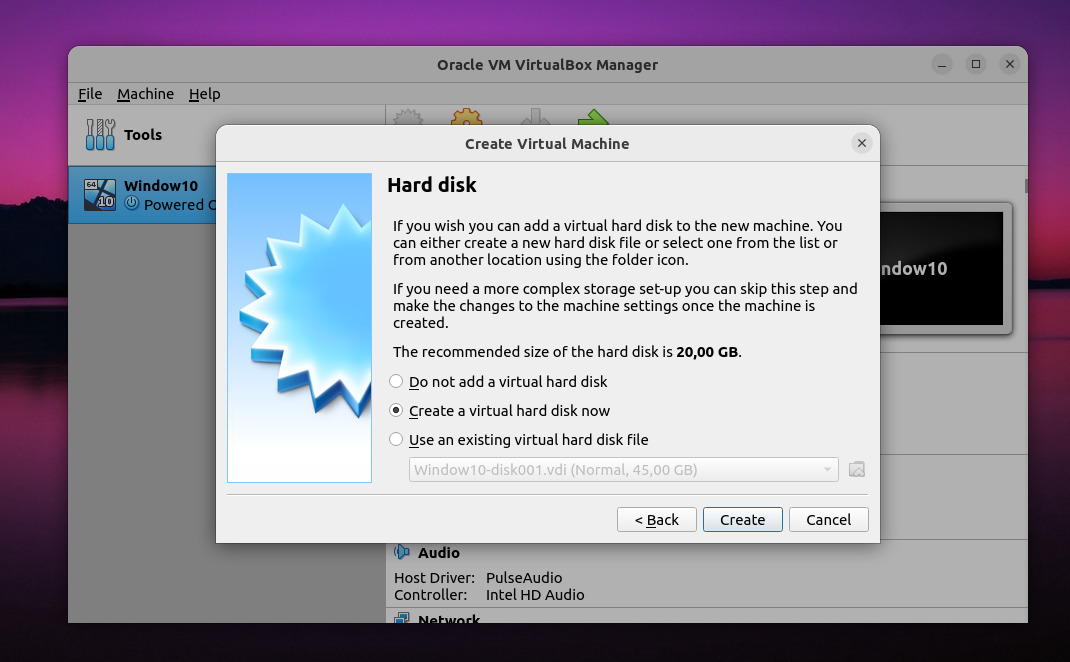 Oracle VM VirtualBox Manager
File Machine Help
Tools
Create Virtual Machine
64
10
Window10
Powered
Hard disk
If you wish you can add a virtual hard disk to the new machine. You
can either create a new hard disk file or select one from the list or
from another location using the folder icon.
If you need a more complex storage set-up you can skip this step and
make the changes to the machine settings once the machine is
created.
The recommended size of the hard disk is 20,00 GB.
Do not add a virtual hard disk
Create a virtual hard disk now
Use an existing virtual hard disk file
Window10-disk001.vdi (Normal, 45,00 GB)
< Back Create Cancel
ndow10
Audio
Host Driver: PulseAudio
Controller: Intel HD Audio
Network